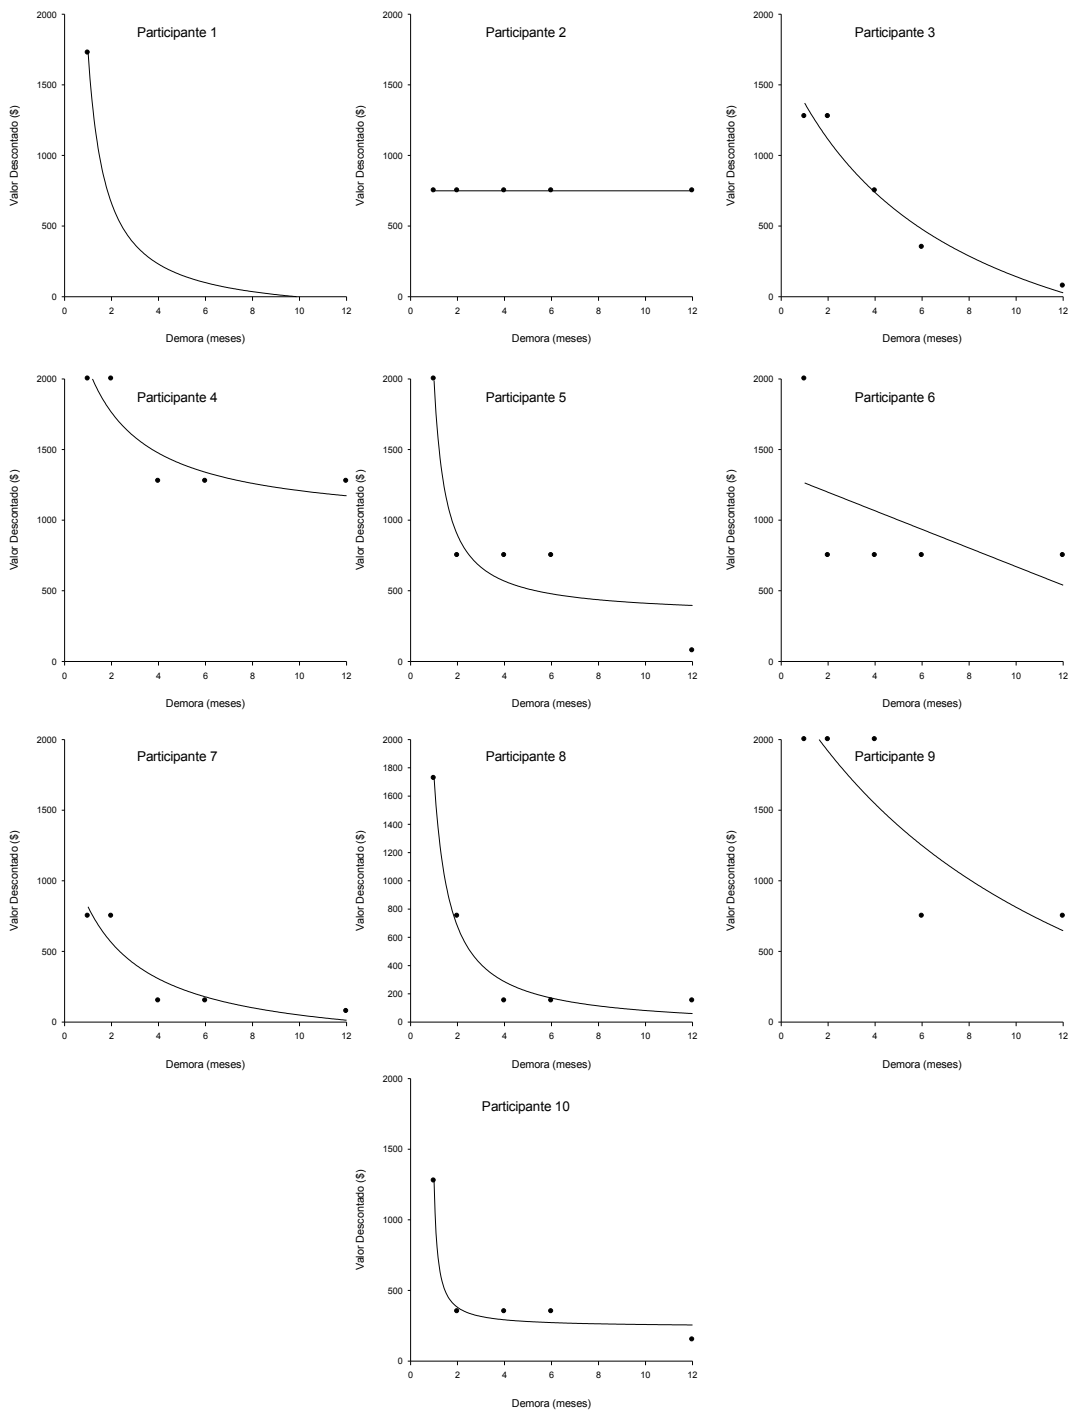 Participante 1
Valor Descontado ($)
2000
1500
1000
500
0
0 2 4 6 8 10 12
Demora (meses)
Participante 2
Valor Descontado ($)
2000
1500
1000
500
0
0 2 4 6 8 10 12
Demora (meses)
Participante 3
Valor Descontado ($)
2000
1500
1000
500
0
0 2 4 6 8 10 12
Demora (meses)
Participante 4
Valor Descontado ($)
2000
1500
1000
500
0
0 2 4 6 8 10 12
Demora (meses)
Participante 5
Valor Descontado ($)
2000
1500
1000
500
0
0 2 4 6 8 10 12
Demora (meses)
Participante 6
Valor Descontado ($)
2000
1500
1000
500
0
0 2 4 6 8 10 12
Demora (meses)
Participante 7
Valor Descontado ($)
2000
1500
1000
500
0
0 2 4 6 8 10 12
Demora (meses)
Participante 8
Valor Descontado ($)
2000
1800
1600
1400
1200
1000
800
600
400
200
0
0 2 4 6 8 10 12
Demora (meses)
Participante 9
Valor Descontado ($)
2000
1500
1000
500
0
0 2 4 6 8 10 12
Demora (meses)
Participante 10
Valor Descontado ($)
2000
1500
1000
500
0
0 2 4 6 8 10 12
Demora (meses)